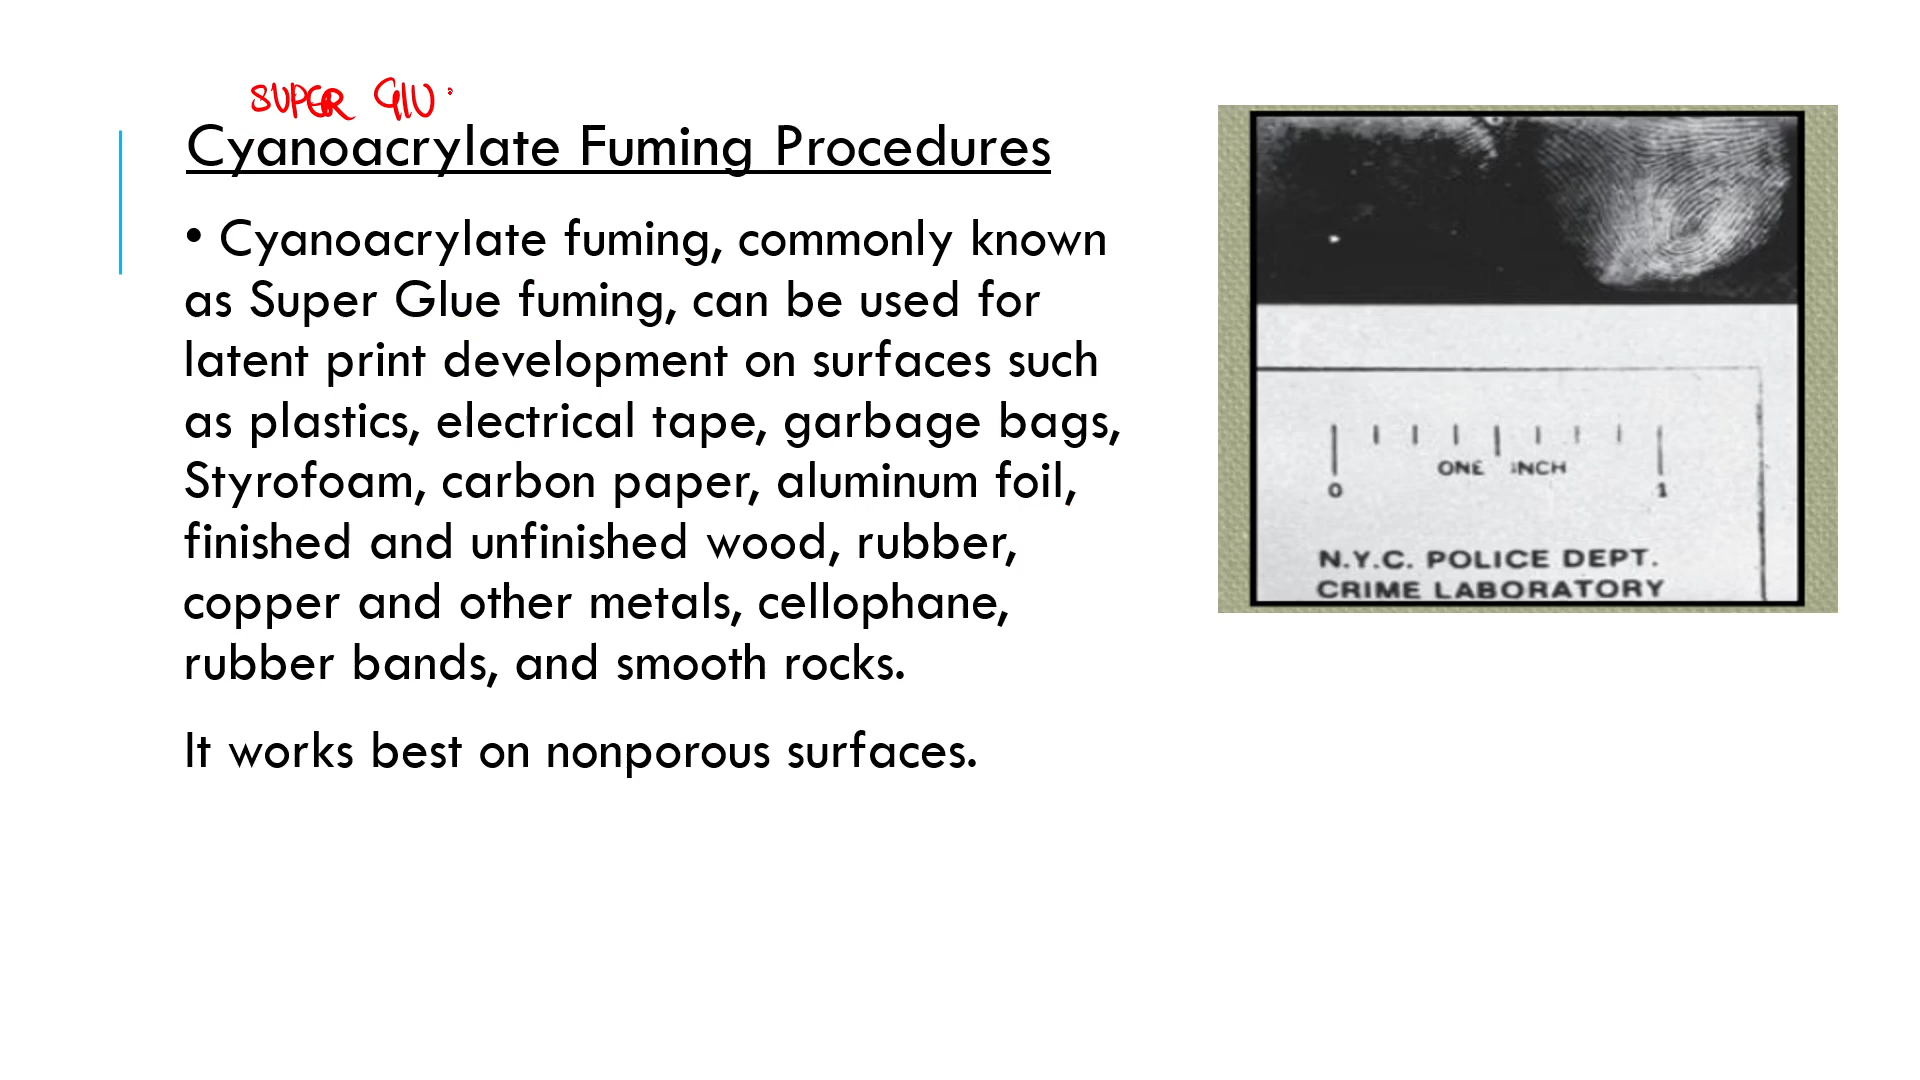 SUPER GLU
Cyanoacrylate Fuming Procedures
• Cyanoacrylate fuming, commonly known
as Super Glue fuming, can be used for
latent print development on surfaces such
as plastics, electrical tape, garbage bags,
Styrofoam, carbon paper, aluminum foil,
finished and unfinished wood, rubber,
copper and other metals, cellophane,
rubber bands, and smooth rocks.
It works best on nonporous surfaces.
ONE INCH
0 1
N.Y.C. POLICE DEPT.
CRIME LABORATORY